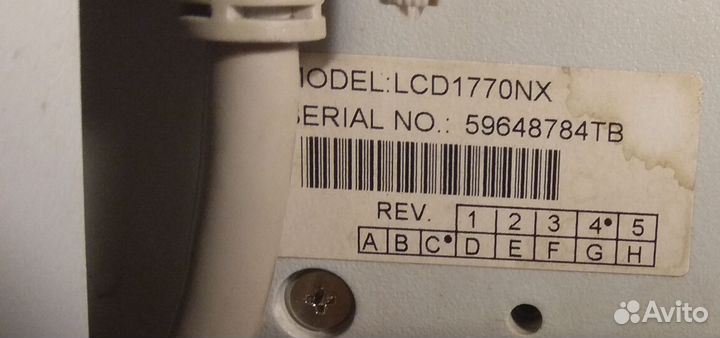 MODEL:LCD1770NX
SERIAL NO.: 59648784TB
REV. 1 2 3 4• 5
A B C• D E F G H
Avito